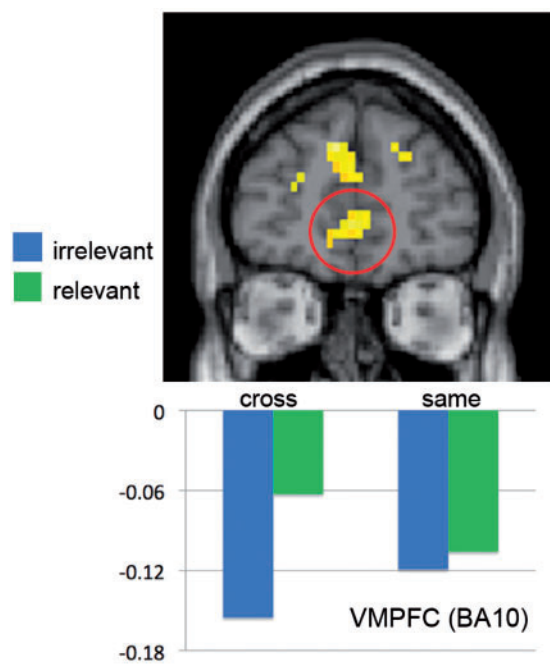 irrelevant
relevant
cross same
0
-0.06
-0.12
VMPFC (BA10)
-0.18